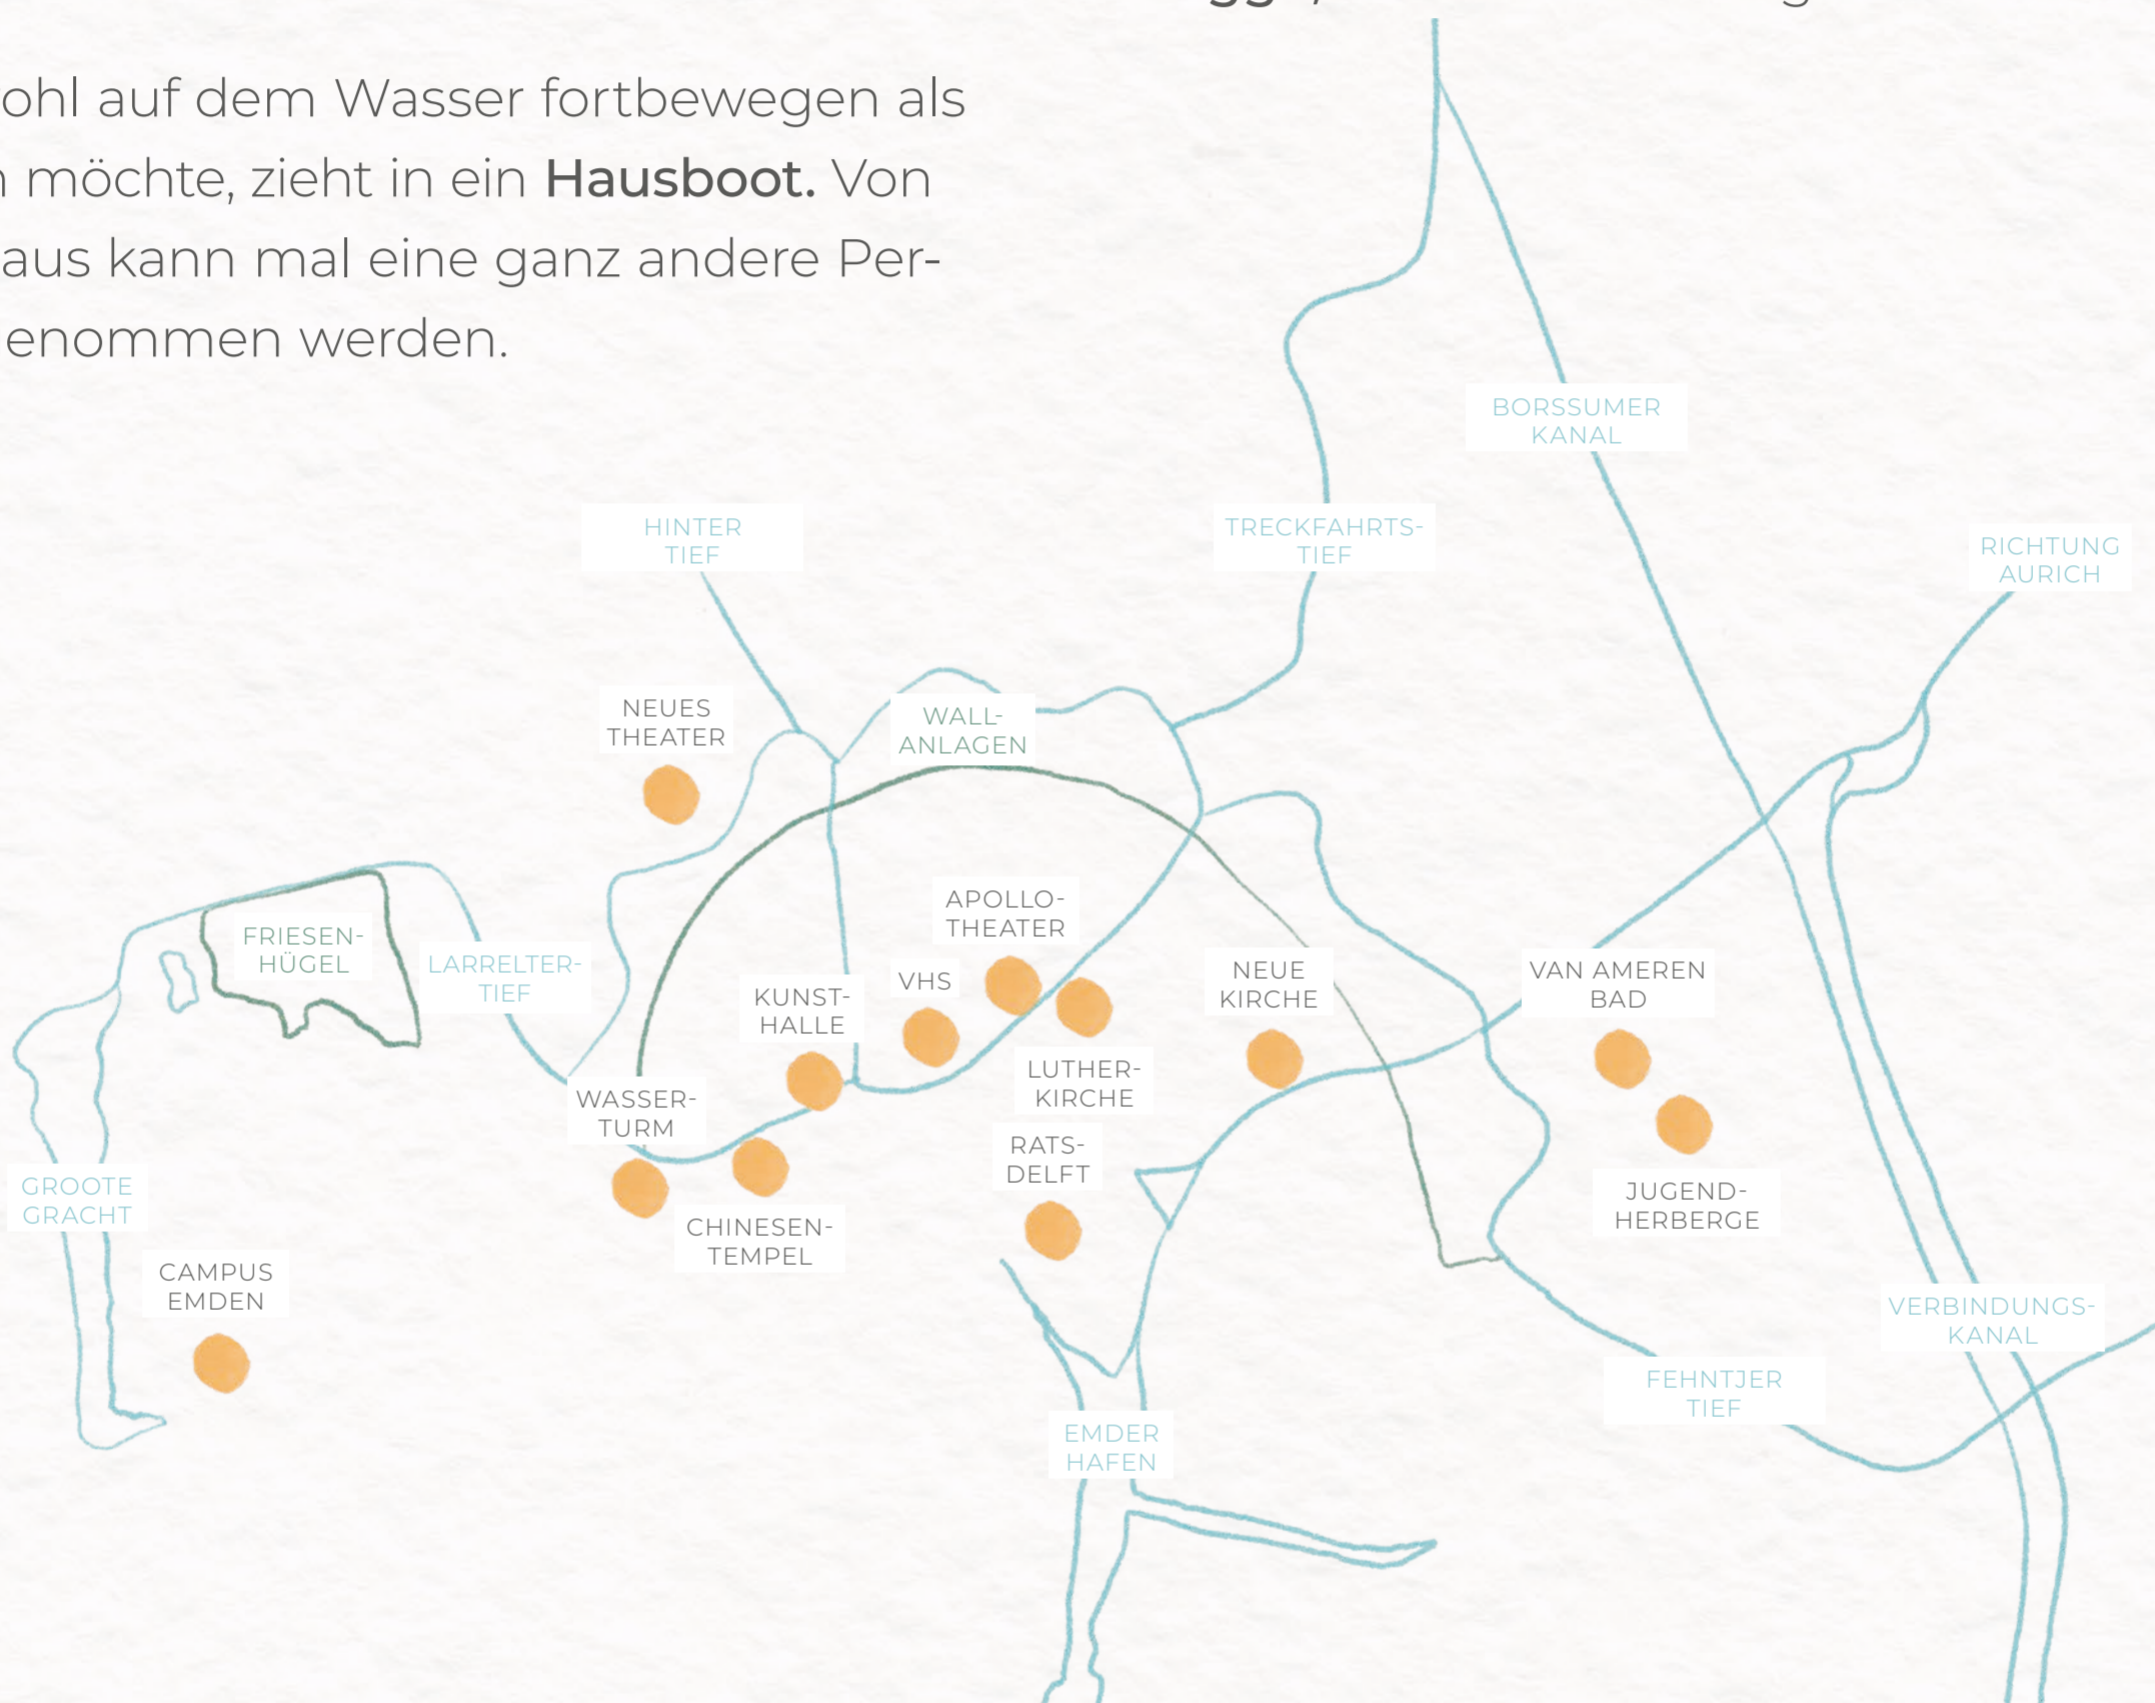 ohl auf dem Wasser fortbewegen als
möchte, zieht in ein Hausboot. Von
aus kann mal eine ganz andere Per-
enommen werden.
BORSSUMER
KANAL
HINTER
TIEF
TRECKFAHRTS-
TIEF
RICHTUNG
AURICH
NEUES
THEATER
WALL-
ANLAGEN
APOLLO-
THEATER
FRIESEN-
HÜGEL
LARRELTER-
TIEF
KUNST-
HALLE
VHS
NEUE
KIRCHE
VAN AMEREN
BAD
LUTHER-
KIRCHE
WASSER-
TURM
RATS-
DELFT
GROOTE
GRACHT
CHINESEN-
TEMPEL
JUGEND-
HERBERGE
CAMPUS
EMDEN
VERBINDUNGS-
KANAL
FEHNTJER
TIEF
EMDER
HAFEN